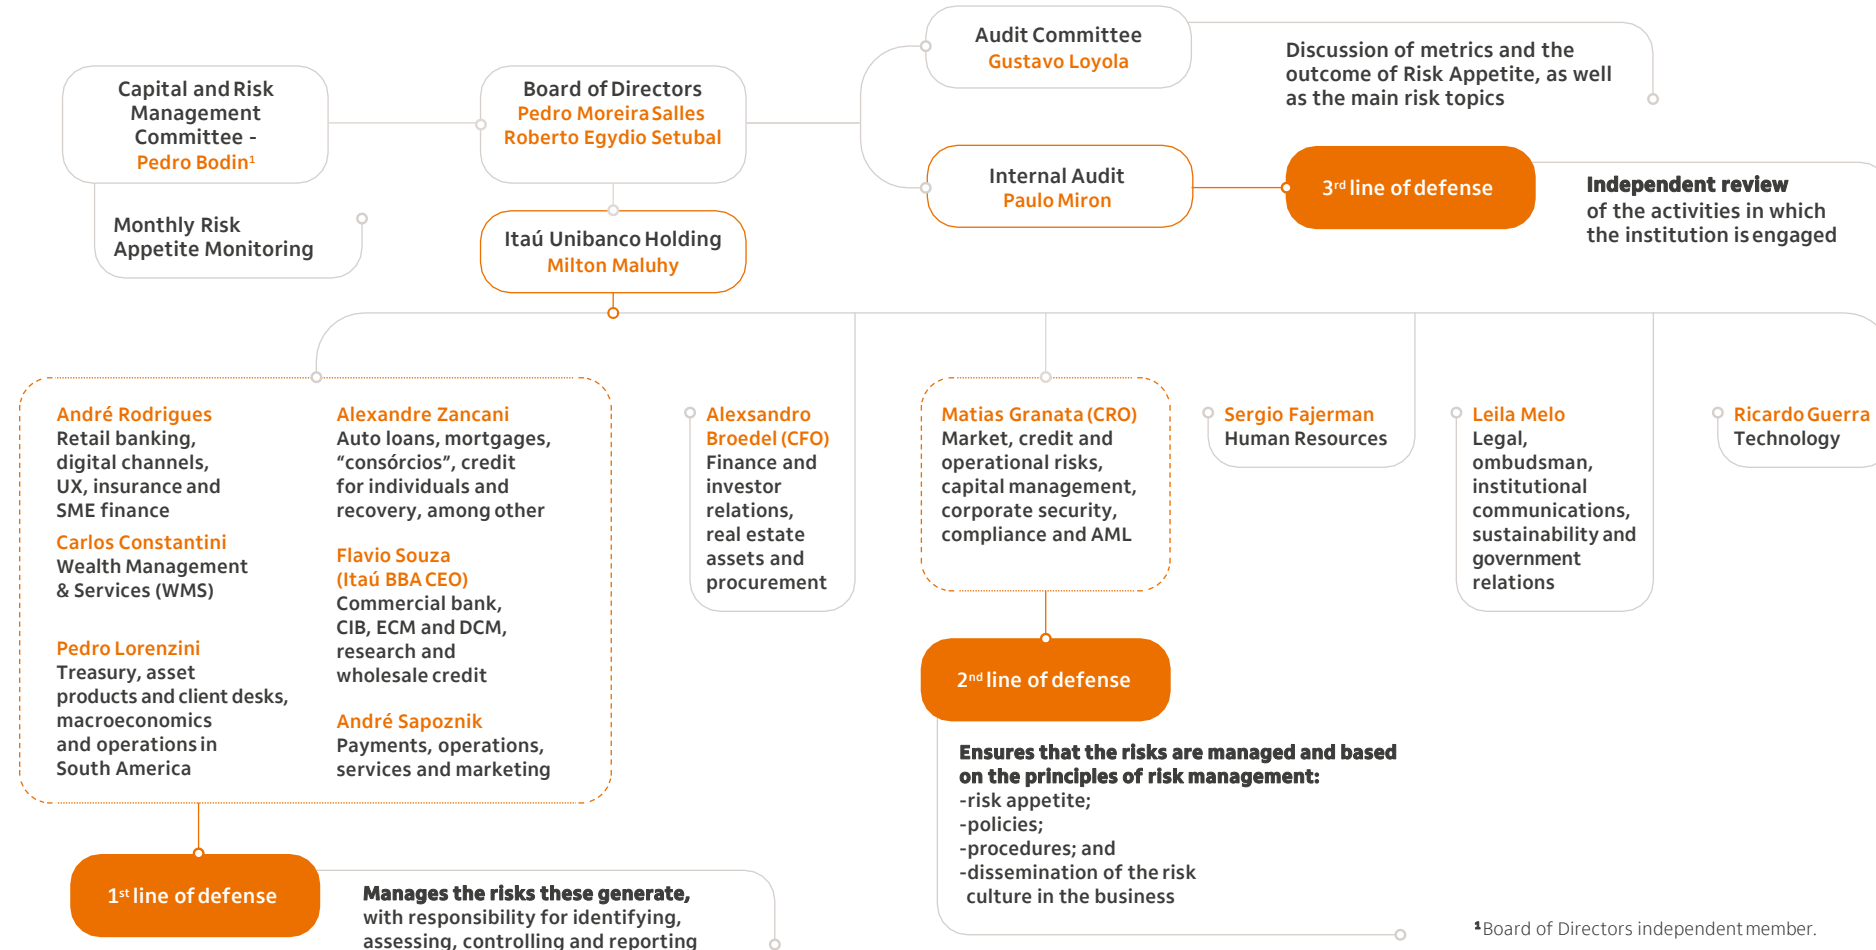 Capital and Risk
Management
Committee -
Pedro Bodin¹
Monthly Risk
Appetite Monitoring
Board of Directors
Pedro Moreira Salles
Roberto Egydio Setubal
Itaú Unibanco Holding
Milton Maluhy
Audit Committee
Gustavo Loyola
Discussion of metrics and the
outcome of Risk Appetite, as well
as the main risk topics
Internal Audit
Paulo Miron
3rd line of defense
Independent review
of the activities in which
the institution is engaged
André Rodrigues
Retail banking,
digital channels,
UX, insurance and
SME finance
Carlos Constantini
Wealth Management
& Services (WMS)
Pedro Lorenzini
Treasury, asset
products and client desks,
macroeconomics
and operations in
South America
Alexandre Zancani
Auto loans, mortgages,
“consórcios”, credit
for individuals and
recovery, among other
Flavio Souza
(Itaú BBA CEO)
Commercial bank,
CIB, ECM and DCM,
research and
wholesale credit
André Sapoznik
Payments, operations,
services and marketing
Alexsandro
Broedel (CFO)
Finance and
investor
relations,
real estate
assets and
procurement
Matias Granata (CRO)
Market, credit and
operational risks,
capital management,
corporate security,
compliance and AML
Sergio Fajerman
Human Resources
Leila Melo
Legal,
ombudsman,
institutional
communications,
sustainability and
government
relations
Ricardo Guerra
Technology
2nd line of defense
Ensures that the risks are managed and based
on the principles of risk management:
-risk appetite;
-policies;
-procedures; and
-dissemination of the risk
culture in the business
1st line of defense
Manages the risks these generate,
with responsibility for identifying,
assessing, controlling and reporting
¹Board of Directors independent member.